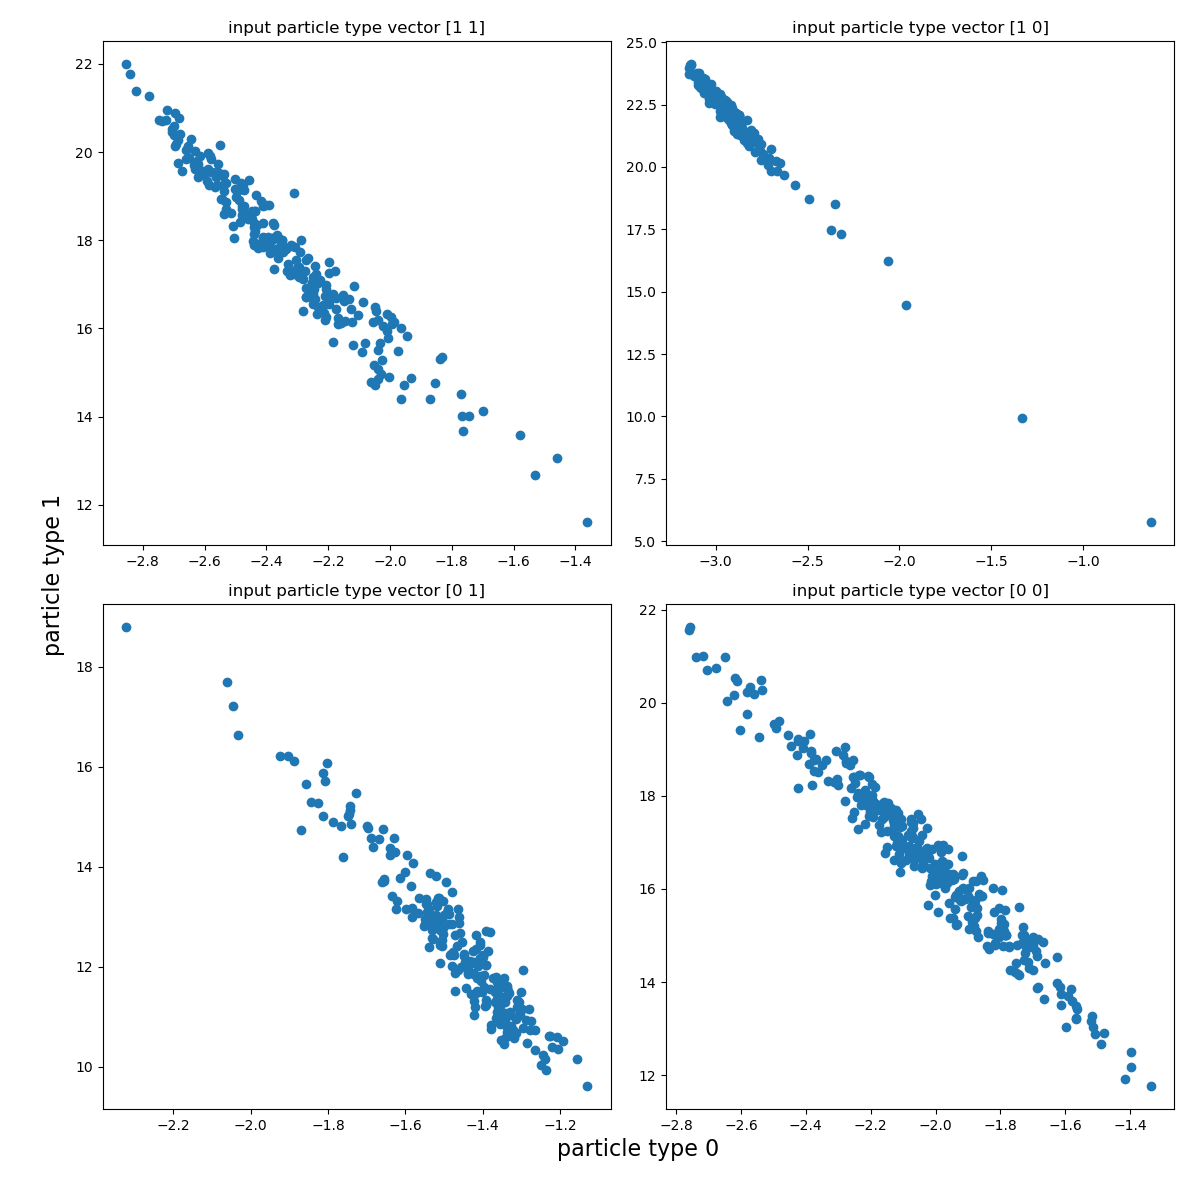 input particle type vector [1 1]
22
20
18
16
14
12
−2.8 −2.6 −2.4 −2.2 −2.0 −1.8 −1.6 −1.4
input particle type vector [1 0]
25.0
22.5
20.0
17.5
15.0
12.5
10.0
7.5
5.0
−3.0 −2.5 −2.0 −1.5 −1.0
particle type 1
input particle type vector [0 1]
18
16
14
12
10
−2.2 −2.0 −1.8 −1.6 −1.4 −1.2
input particle type vector [0 0]
22
20
18
16
14
12
−2.8 −2.6 −2.4 −2.2 −2.0 −1.8 −1.6 −1.4
particle type 0